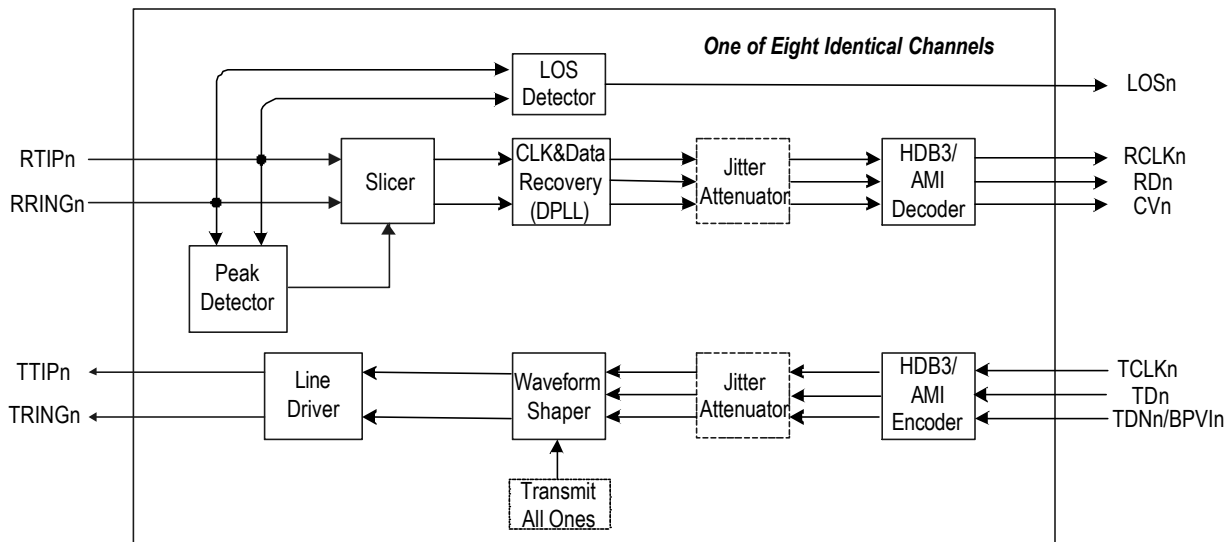 One of Eight Identical Channels
LOS
Detector
LOSn
RTIPn
RRINGn
Slicer
CLK&Data
Recovery
(DPLL)
Jitter
Attenuator
HDB3/
AMI
Decoder
RCLKn
RDn
CVn
Peak
Detector
TTIPn
TRINGn
Line
Driver
Waveform
Shaper
Jitter
Attenuator
HDB3/
AMI
Encoder
TCLKn
TDn
TDNn/BPVIn
Transmit
All Ones